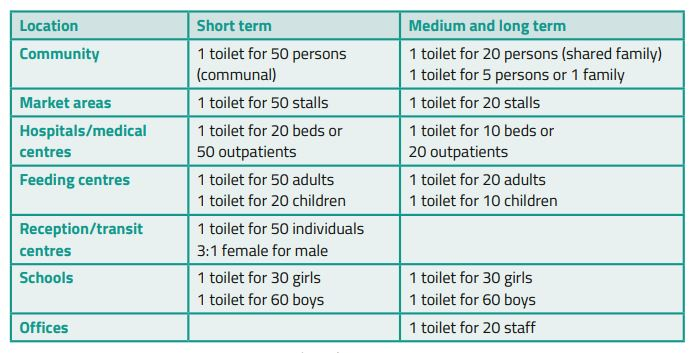 Location Short term Medium and long term
Community 1 toilet for 50 persons 1 toilet for 20 persons (shared family)
(communal) 1 toilet for 5 persons or 1 family
Market areas 1 toilet for 50 stalls 1 toilet for 20 stalls
Hospitals/medical 1 toilet for 20 beds or 1 toilet for 10 beds or
centres 50 outpatients 20 outpatients
Feeding centres 1 toilet for 50 adults 1 toilet for 20 adults
1 toilet for 20 children 1 toilet for 10 children
Reception/transit 1 toilet for 50 individuals
centres 3:1 female for male
Schools 1 toilet for 30 girls 1 toilet for 30 girls
1 toilet for 60 boys 1 toilet for 60 boys
Offices 1 toilet for 20 staff